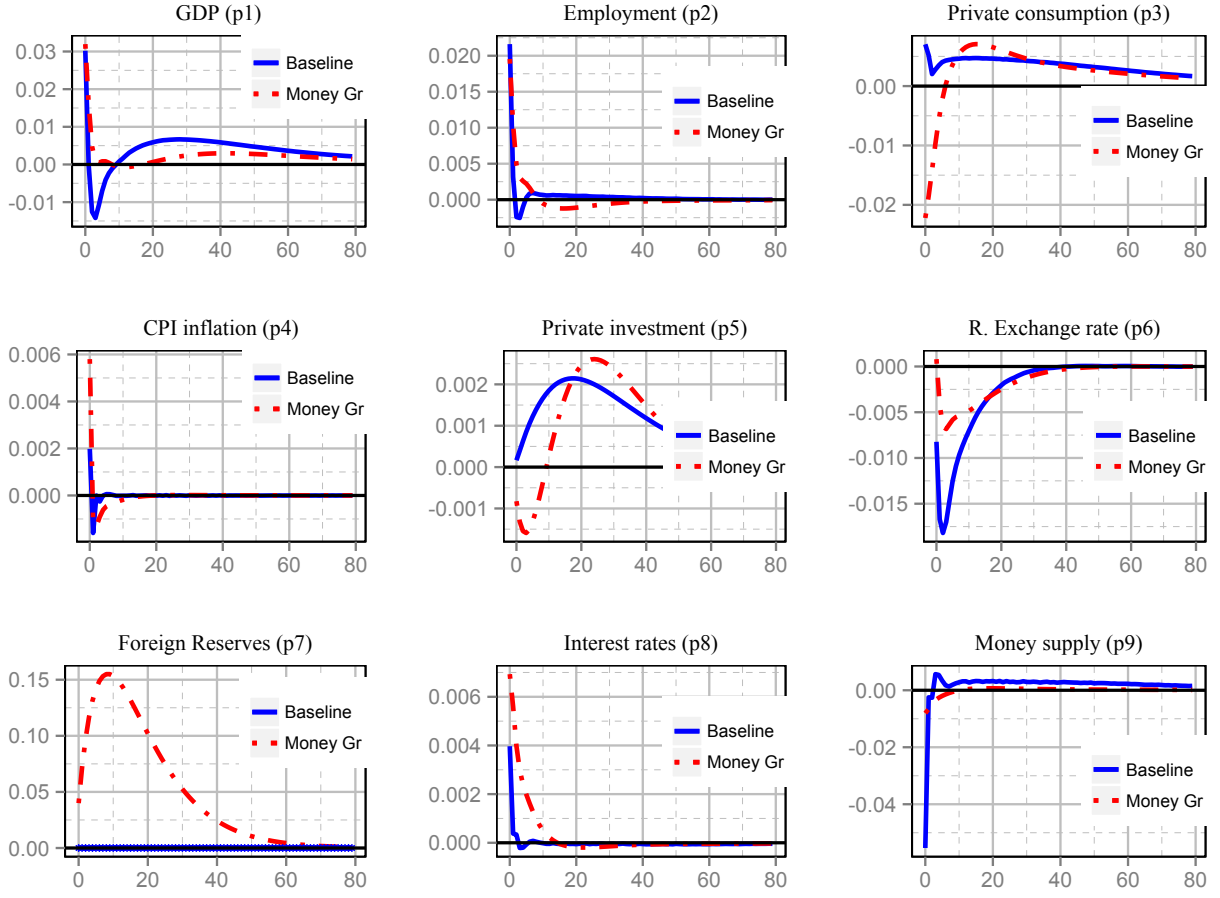 GDP (p1)
0.03
0.02
0.01
0.00
-0.01
0 20 40 60 80
Baseline
Money Gr
Employment (p2)
0.020
0.015
0.010
0.005
0.000
0 20 40 60 80
Baseline
Money Gr
Private consumption (p3)
0.00
-0.01
-0.02
0 20 40 60 80
Baseline
Money Gr
CPI inflation (p4)
0.006
0.004
0.002
0.000
0 20 40 60 80
Baseline
Money Gr
Private investment (p5)
0.002
0.001
0.000
-0.001
0 20 40 60 80
Baseline
Money Gr
R. Exchange rate (p6)
0.000
-0.005
-0.010
-0.015
0 20 40 60 80
Baseline
Money Gr
Foreign Reserves (p7)
0.15
0.10
0.05
0.00
0 20 40 60 80
Baseline
Money Gr
Interest rates (p8)
0.006
0.004
0.002
0.000
0 20 40 60 80
Baseline
Money Gr
Money supply (p9)
0.00
-0.02
-0.04
0 20 40 60 80
Baseline
Money Gr